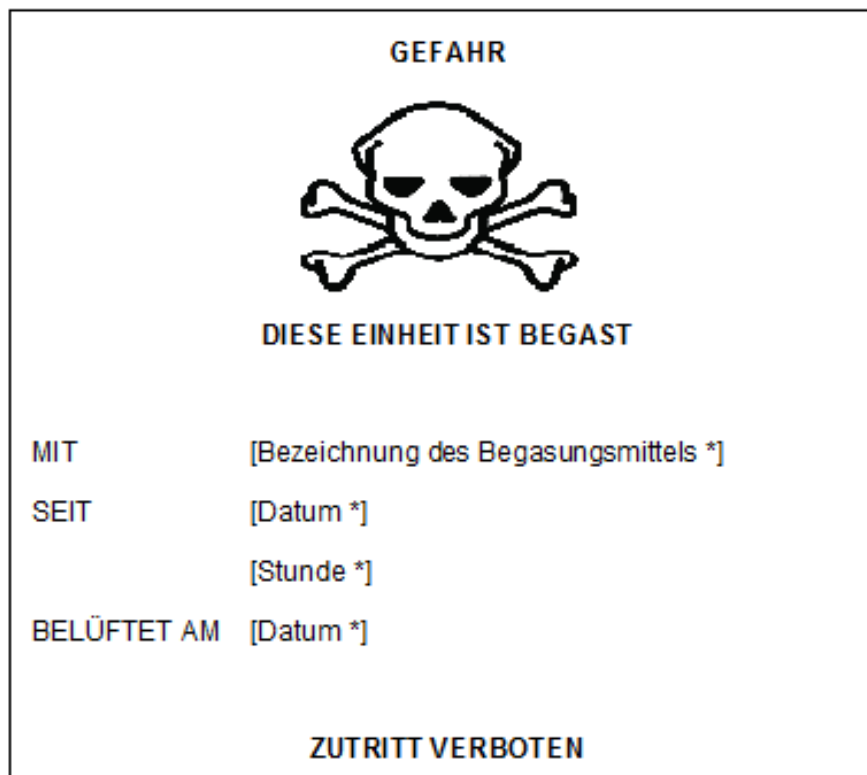 GEFAHR
DIESE EINHEIT IST BEGAST
MIT [Bezeichnung des Begasungsmittels *]
SEIT [Datum *]
[Stunde *]
BELÜFTET AM [Datum *]
ZUTRITT VERBOTEN